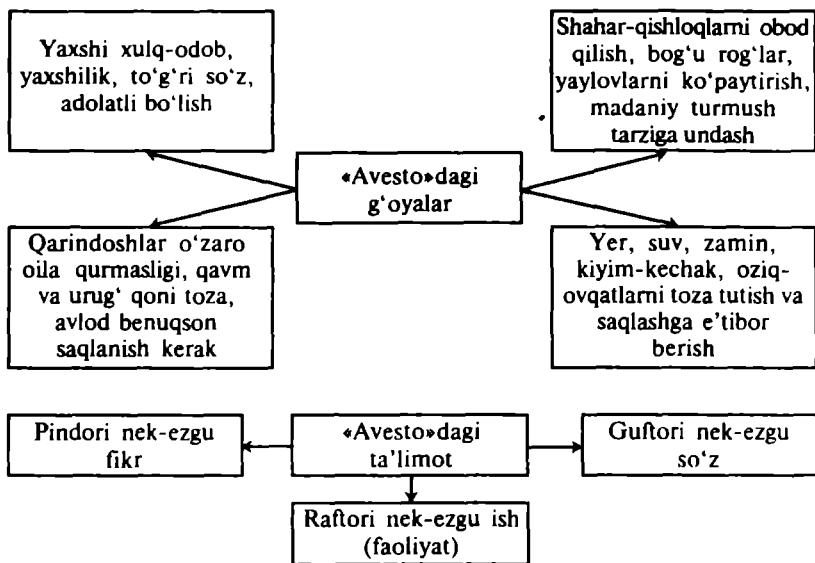 Yaxshi xulq-odob,
yaxshilik, to‘g‘ri so‘z,
adolatli bo‘lish
Shahar-qishloqlarni obod
qilish, bog‘u rog‘lar,
yaylovlarni ko‘paytirish,
madaniy turmush
tarziga undash
«Avesto»dagi
g‘oyalar
Qarindoshlar o‘zaro
oila qurmasligi, qavm
va urug‘ qoni toza,
avlod benuqson
saqlanish kerak
Yer, suv, zamin,
kiyim-kechak, oziq-
ovqatlarni toza tutish va
saqlashga e’tibor
berish
Pindori nek-ezgu
fikr
«Avesto»dagi
ta’limot
Guftori nek-ezgu
so‘z
Raftori nek-ezgu ish
(faoliyat)